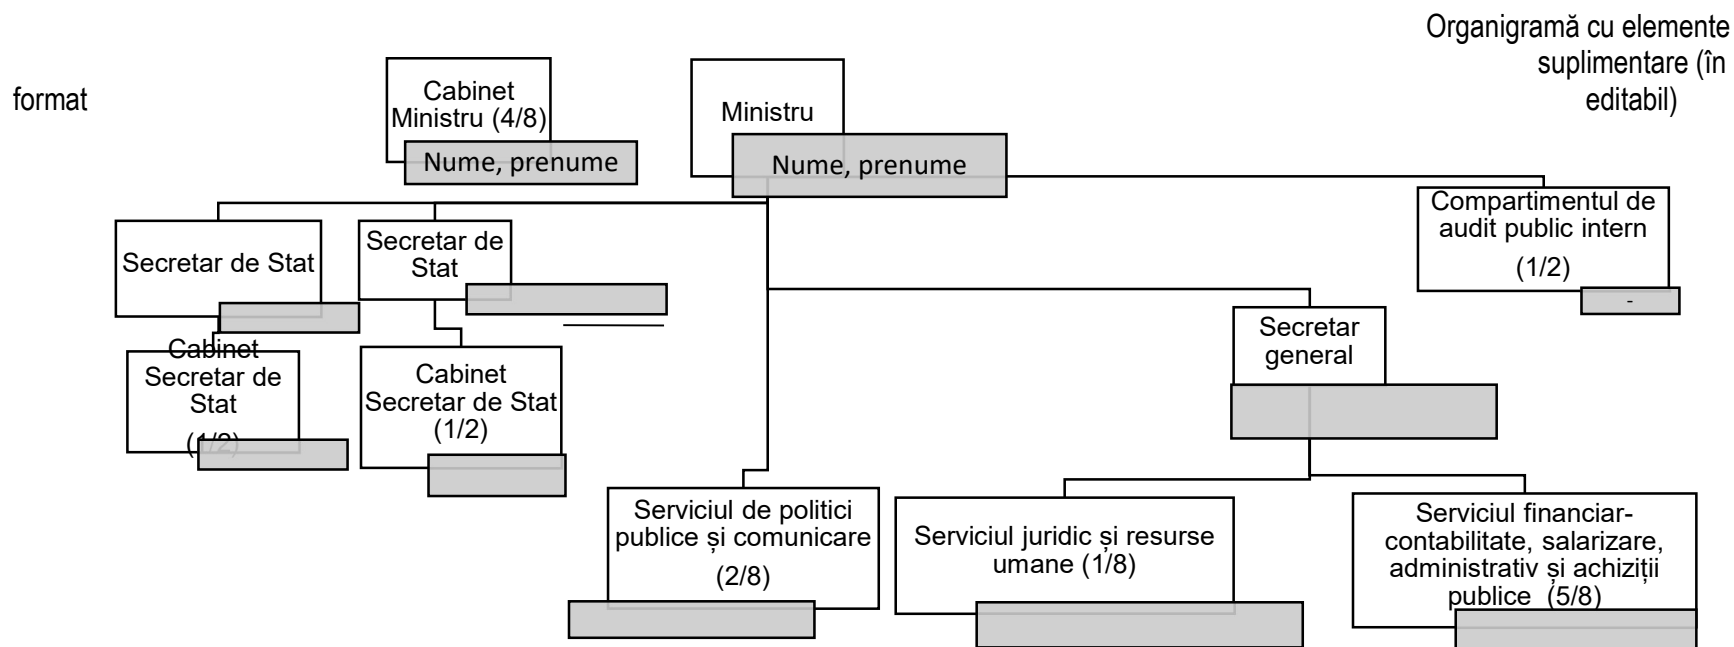 Organigramă cu elemente
suplimentare (în
format
editabil)
Cabinet
Ministru (4/8)
Nume, prenume
Ministru
Nume, prenume
Compartimentul de
audit public intern
(1/2)
-
Secretar de Stat
Secretar de
Stat
Cabinet
Secretar de
Stat
(1/2)
Cabinet
Secretar de Stat
(1/2)
Secretar
general
Serviciul de politici
publice și comunicare
(2/8)
Serviciul juridic și resurse
umane (1/8)
Serviciul financiar-
contabilitate, salarizare,
administrativ și achiziții
publice (5/8)